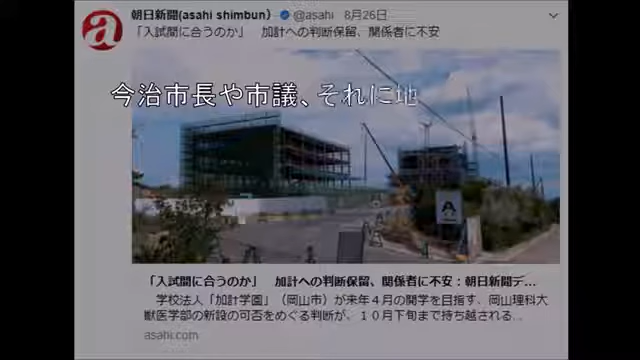 朝日新聞(asahi shimbun) @asahi 8月26日
「入試間に合うのか」 加計への判断保留、関係者に不安
今治市長や市議、それに地
「入試間に合うのか」 加計への判断保留、関係者に不安：朝日新聞デ...
学校法人「加計学園」（岡山市）が来年４月の開学を目指す、岡山理科大
獣医学部の新設の可否をめぐる判断が、１０月下旬まで持ち越される...
asahi.com